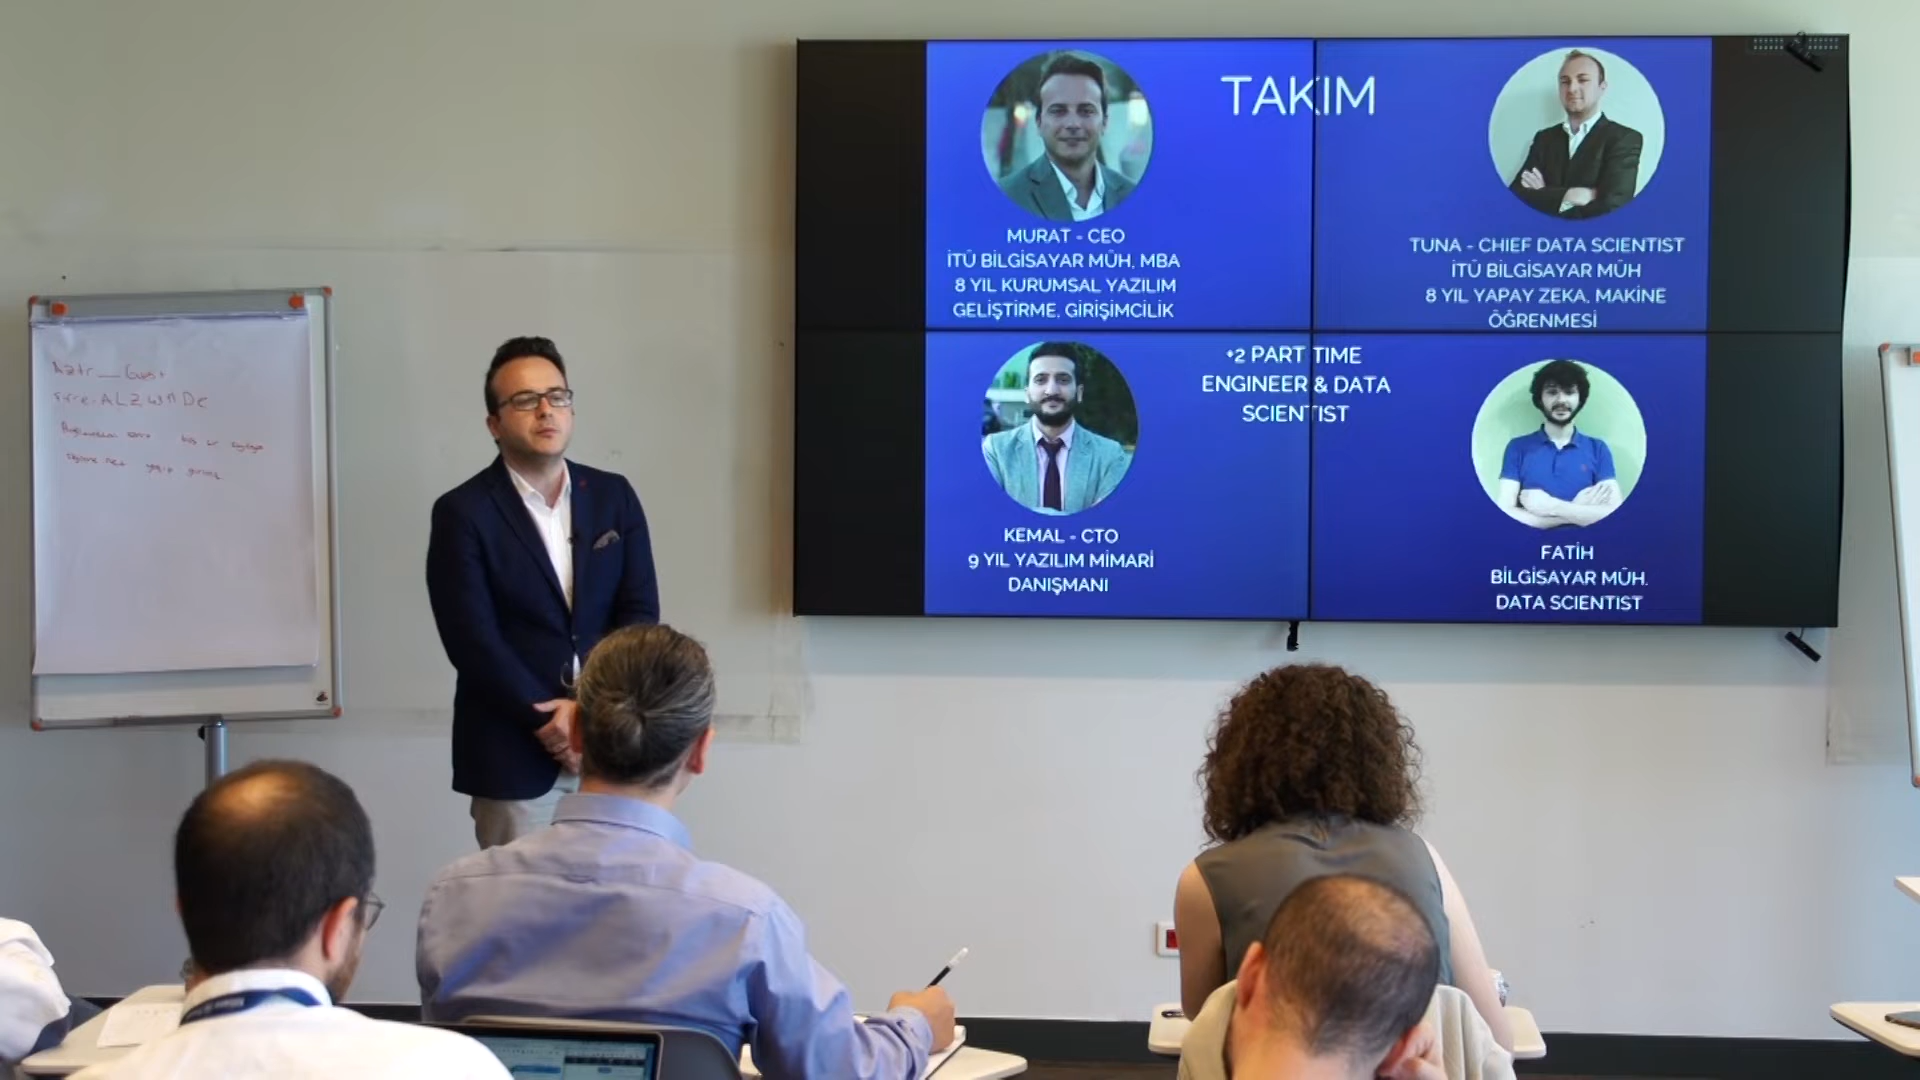 TAKIM
MURAT - CEO
İTÜ BİLGİSAYAR MÜH, MBA
8 YIL KURUMSAL YAZILIM
GELİŞTİRME, GİRİŞİMCİLİK
TUNA - CHIEF DATA SCIENTIST
İTÜ BİLGİSAYAR MÜH
8 YIL YAPAY ZEKA, MAKİNE
ÖĞRENMESİ
+2 PART TIME
ENGINEER & DATA
SCIENTIST
KEMAL - CTO
9 YIL YAZILIM MİMARİ
DANIŞMANI
FATİH
BİLGİSAYAR MÜH.
DATA SCIENTIST